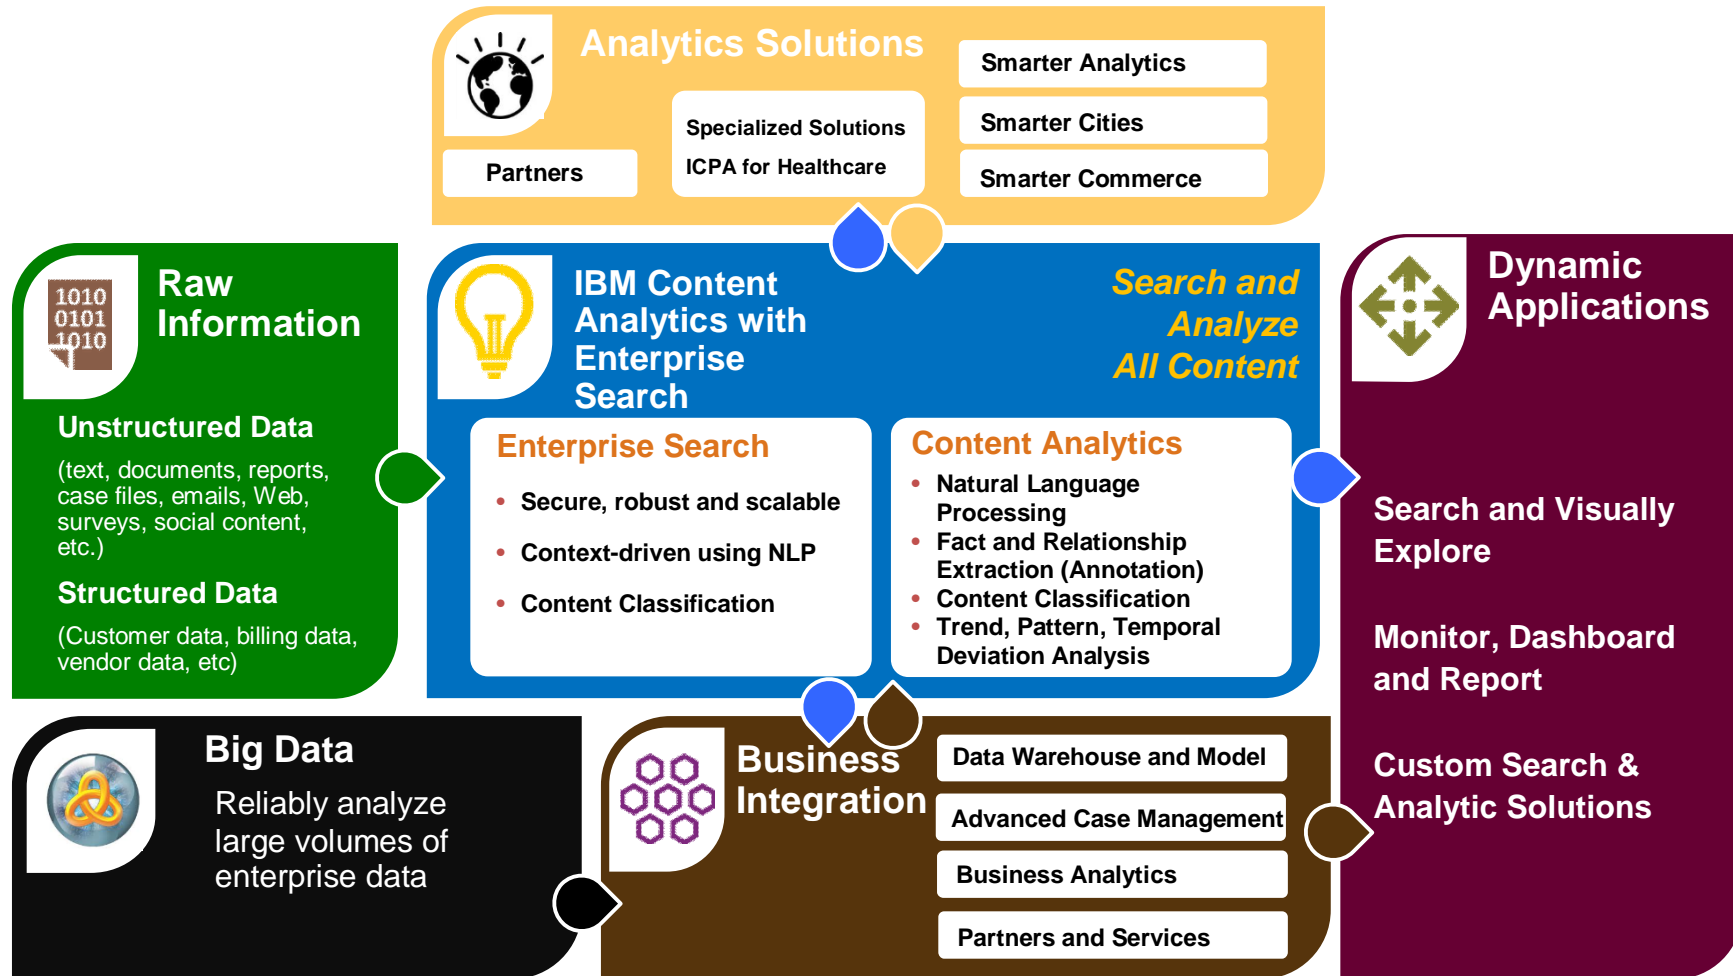 Analytics Solutions
Partners
Specialized Solutions
ICPA for Healthcare
Smarter Analytics
Smarter Cities
Smarter Commerce
1010
0101
1010
Raw
Information
Unstructured Data
(text, documents, reports,
case files, emails, Web,
surveys, social content,
etc.)
Structured Data
(Customer data, billing data,
vendor data, etc)
IBM Content
Analytics with
Enterprise
Search
Search and
Analyze
All Content
Enterprise Search
• Secure, robust and scalable
• Context-driven using NLP
• Content Classification
Content Analytics
• Natural Language
Processing
• Fact and Relationship
Extraction (Annotation)
• Content Classification
• Trend, Pattern, Temporal
Deviation Analysis
Dynamic
Applications
Search and Visually
Explore
Monitor, Dashboard
and Report
Custom Search &
Analytic Solutions
Big Data
Reliably analyze
large volumes of
enterprise data
Business
Integration
Data Warehouse and Model
Advanced Case Management
Business Analytics
Partners and Services